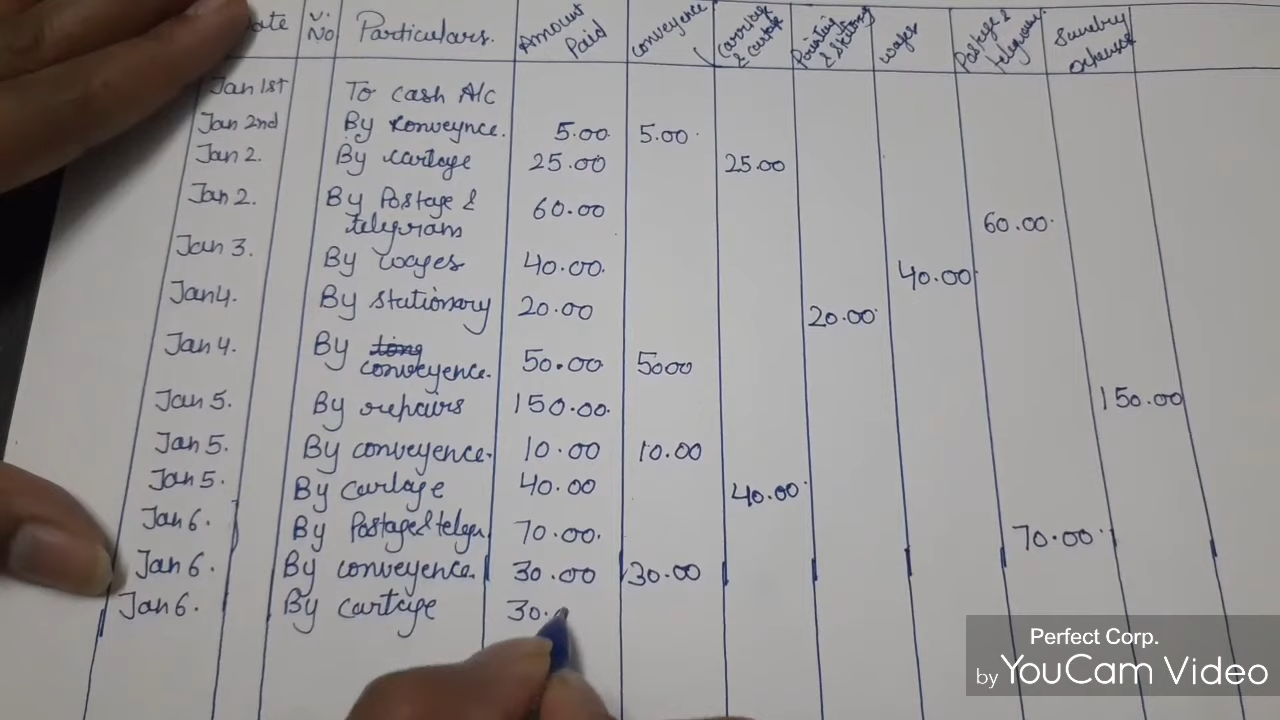 ate V. No Particulars. Amount Paid Conveyence Carriage & cartage Printing & stationg Wages Postage & telegram Sundry expenses
Jan 1st To cash A/c
Jan 2nd By conveynce. 5.00 5.00
Jan 2. By cartage 25.00 25.00
Jan 2. By Postage & telegram 60.00 60.00
Jan 3. By wages 40.00 40.00
Jan 4. By stationary 20.00 20.00
Jan 4. By conveyence. 50.00 5000
Jan 5. By repairs 150.00 150.00
Jan 5. By conveyence. 10.00 10.00
Jan 5. By cartage 40.00 40.00
Jan 6. By Postage & telegr. 70.00 70.00
Jan 6. By conveyence. 30.00 30.00
Jan 6. By cartage 30.
Perfect Corp.
by YouCam Video